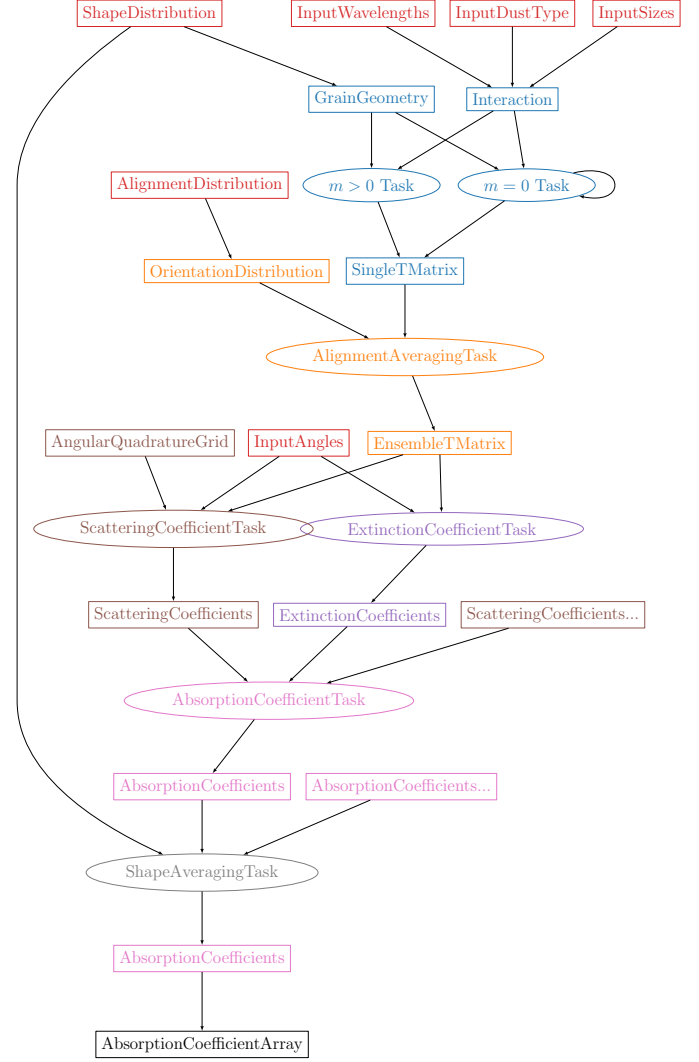 ShapeDistribution
InputWavelengths
InputDustType
InputSizes
GrainGeometry
Interaction
AlignmentDistribution
m > 0 Task
m = 0 Task
OrientationDistribution
SingleTMatrix
AlignmentAveragingTask
AngularQuadratureGrid
InputAngles
EnsembleTMatrix
ScatteringCoefficientTask
ExtinctionCoefficientTask
ScatteringCoefficients
ExtinctionCoefficients
ScatteringCoefficients...
AbsorptionCoefficientTask
AbsorptionCoefficients
AbsorptionCoefficients...
ShapeAveragingTask
AbsorptionCoefficients
AbsorptionCoefficientArray